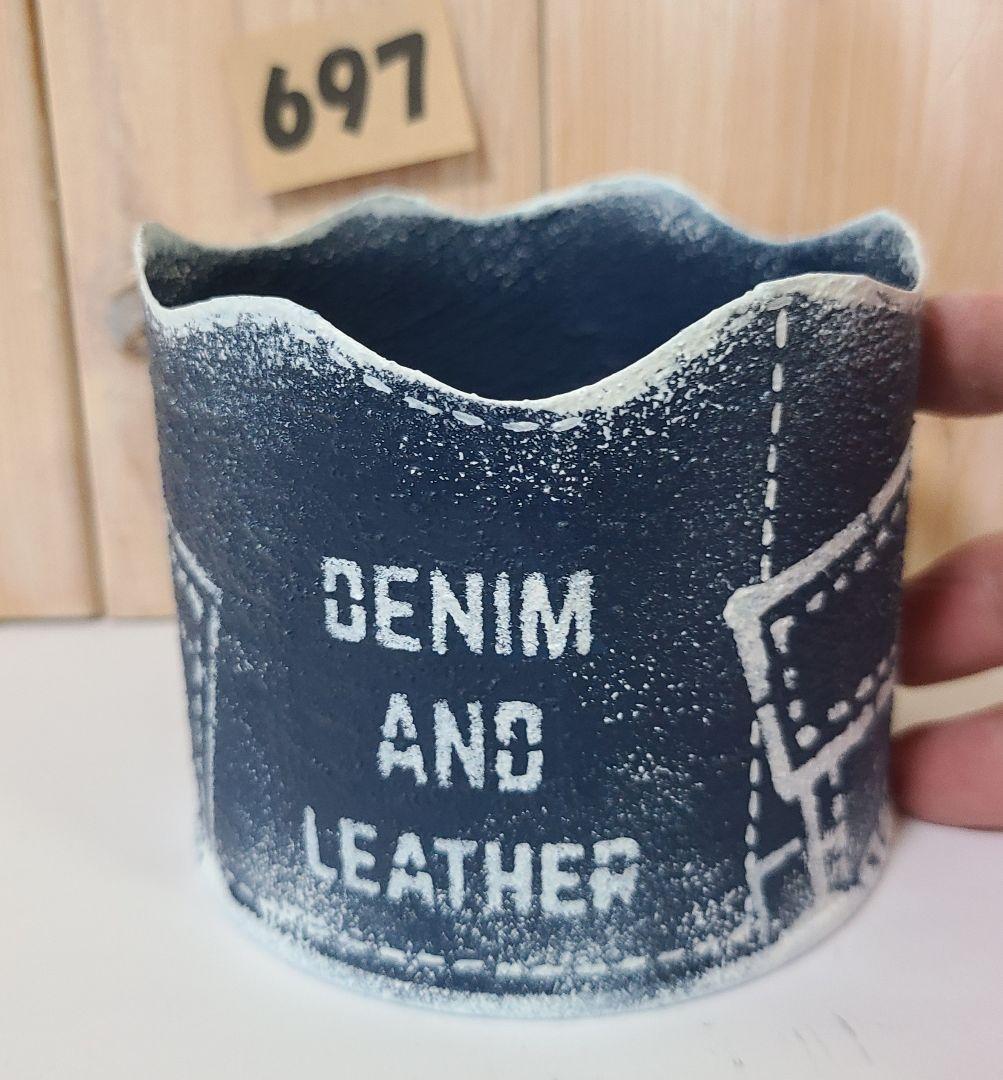 697
DENIM
AND
LEATHER